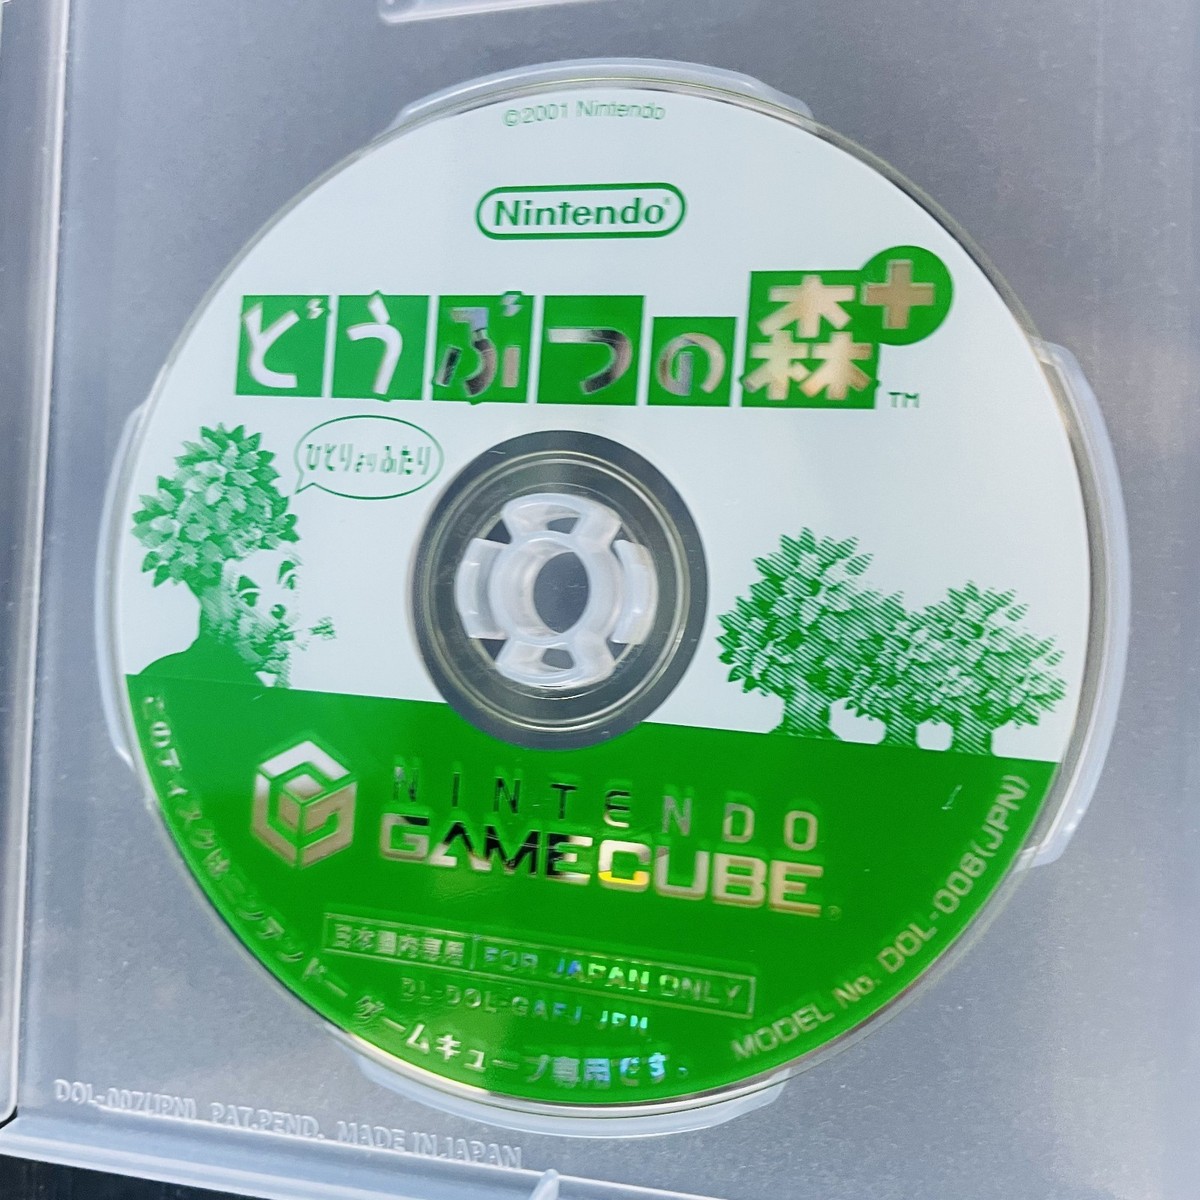 ©2001 Nintendo
Nintendo®
どうぶつの森+ ™
ひとりよりふたり
NINTENDO
GAMECUBE®
日本国内専用 FOR JAPAN ONLY
DL-DOL-GAFJ-JPN
このディスクはニンテンドーゲームキューブ専用です。
MODEL No. DOL-006(JPN)
DOL-007(JPN) PAT.PEND. MADE IN JAPAN